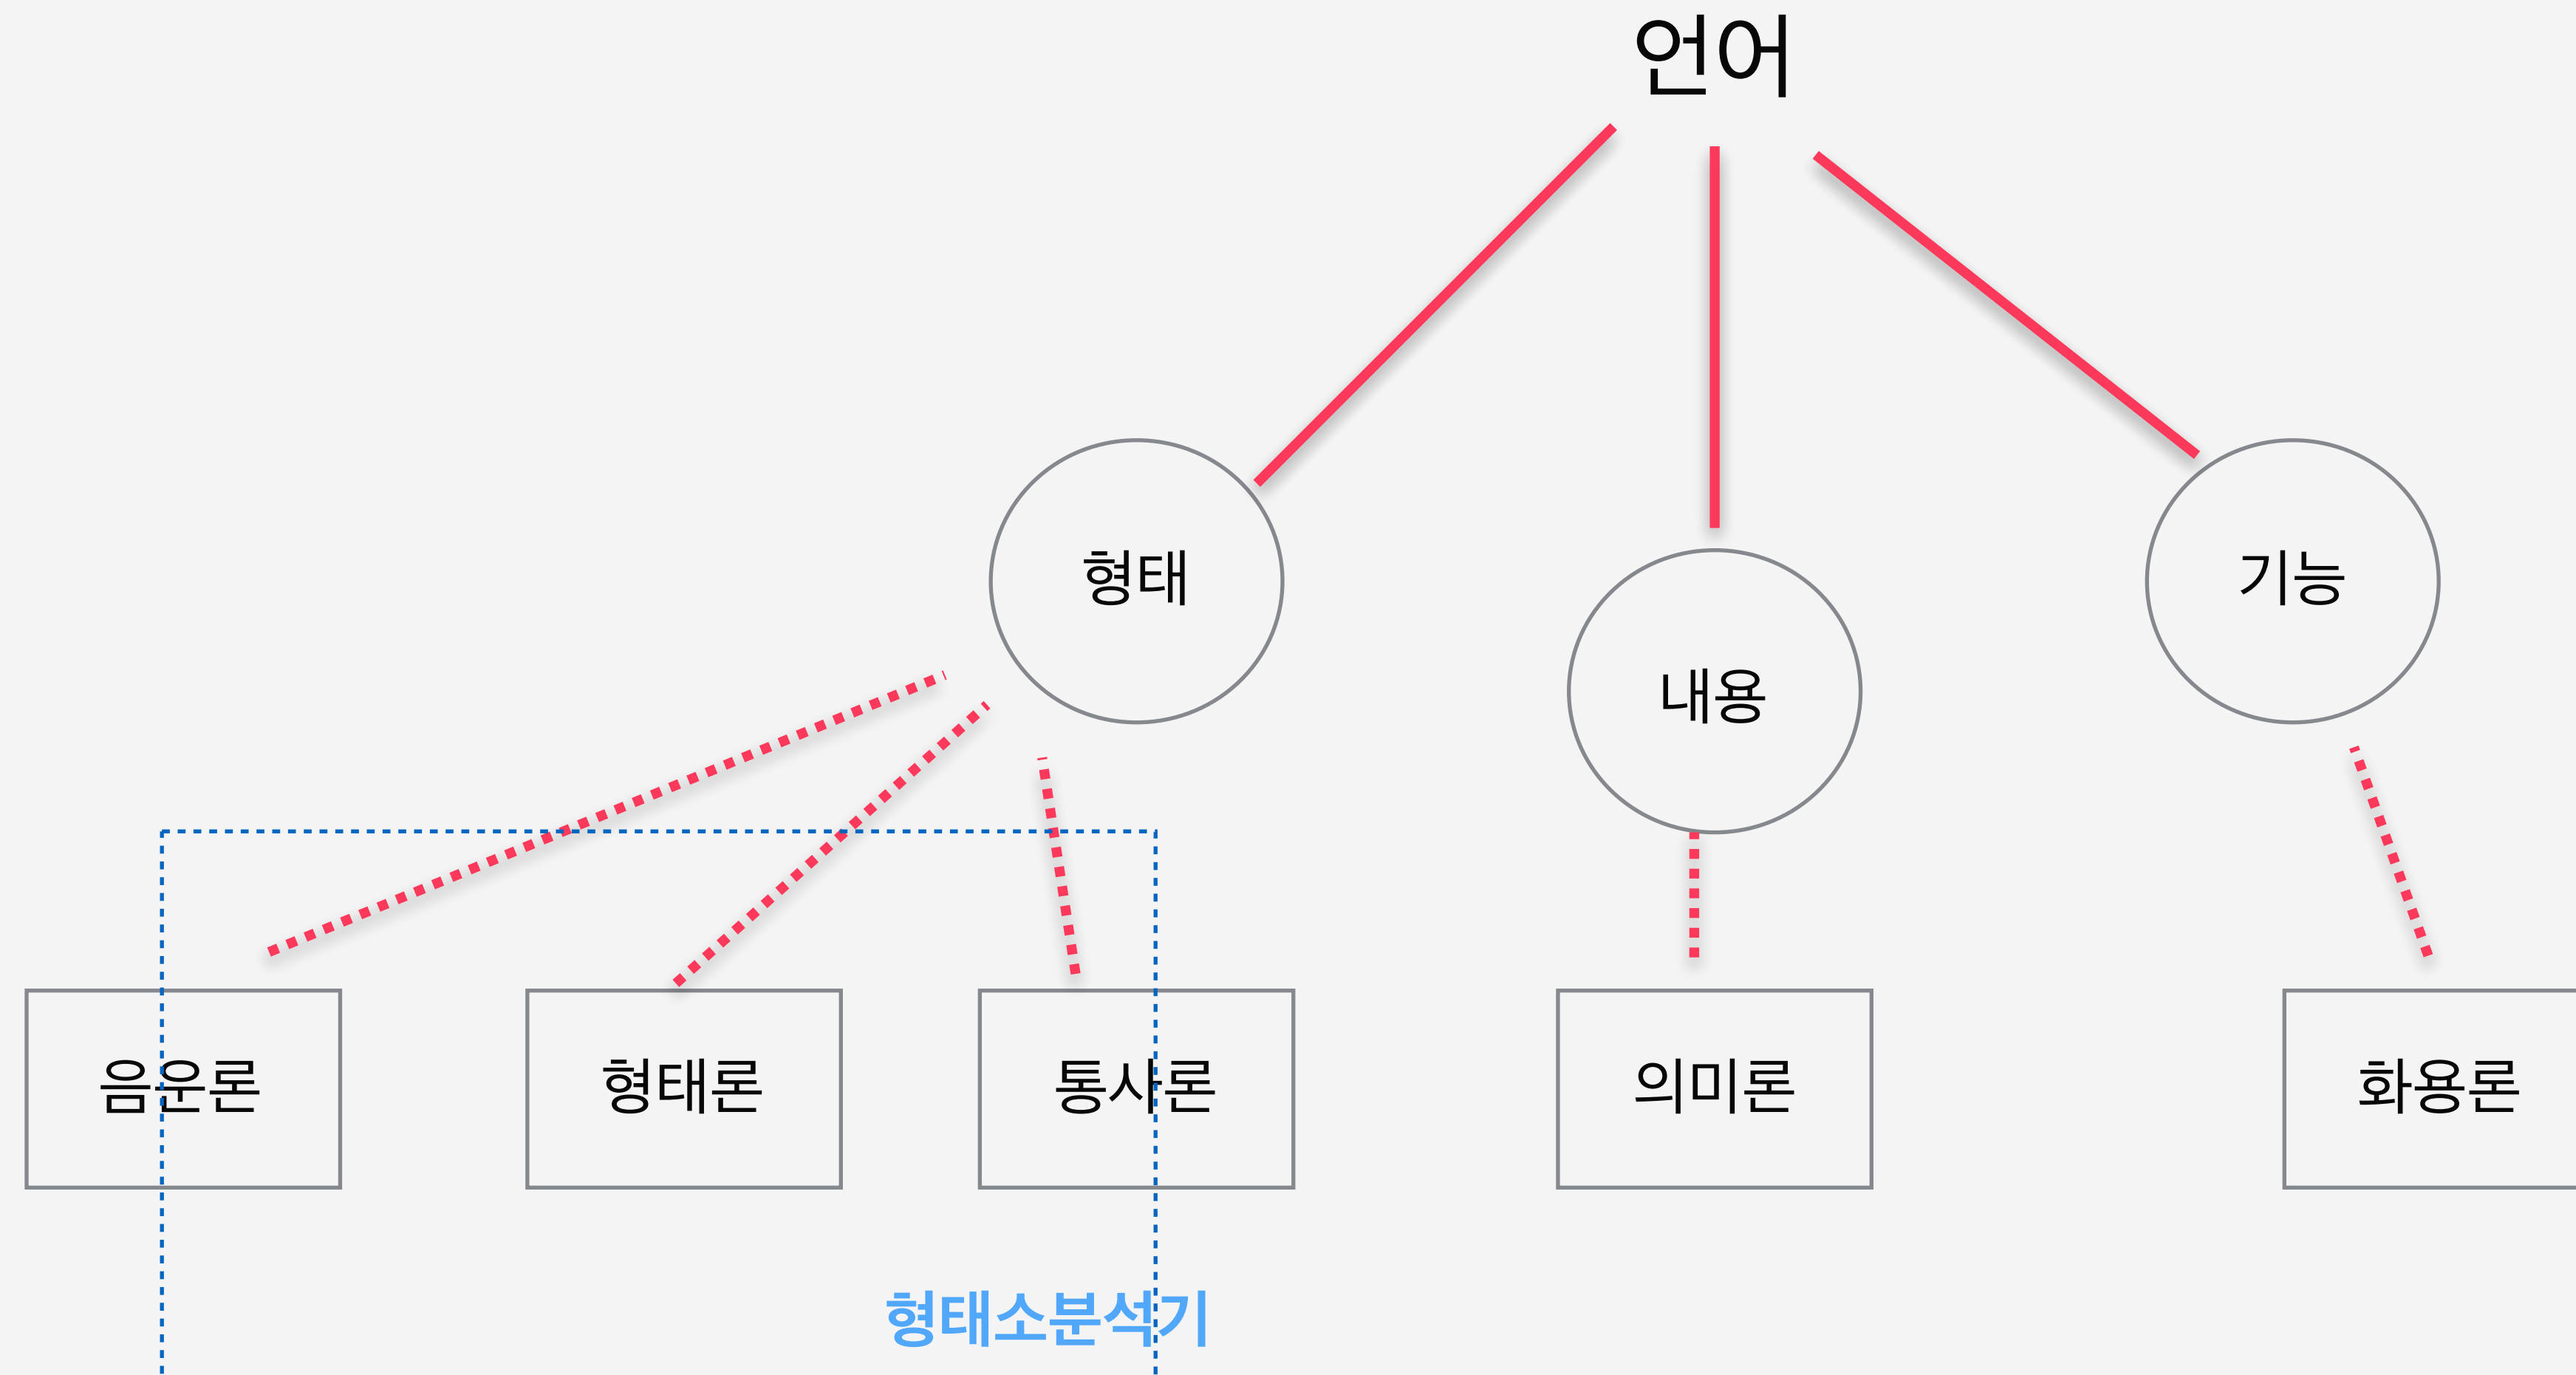 언어
형태
내용
기능
음운론
형태론
통사론
의미론
화용론
형태소분석기